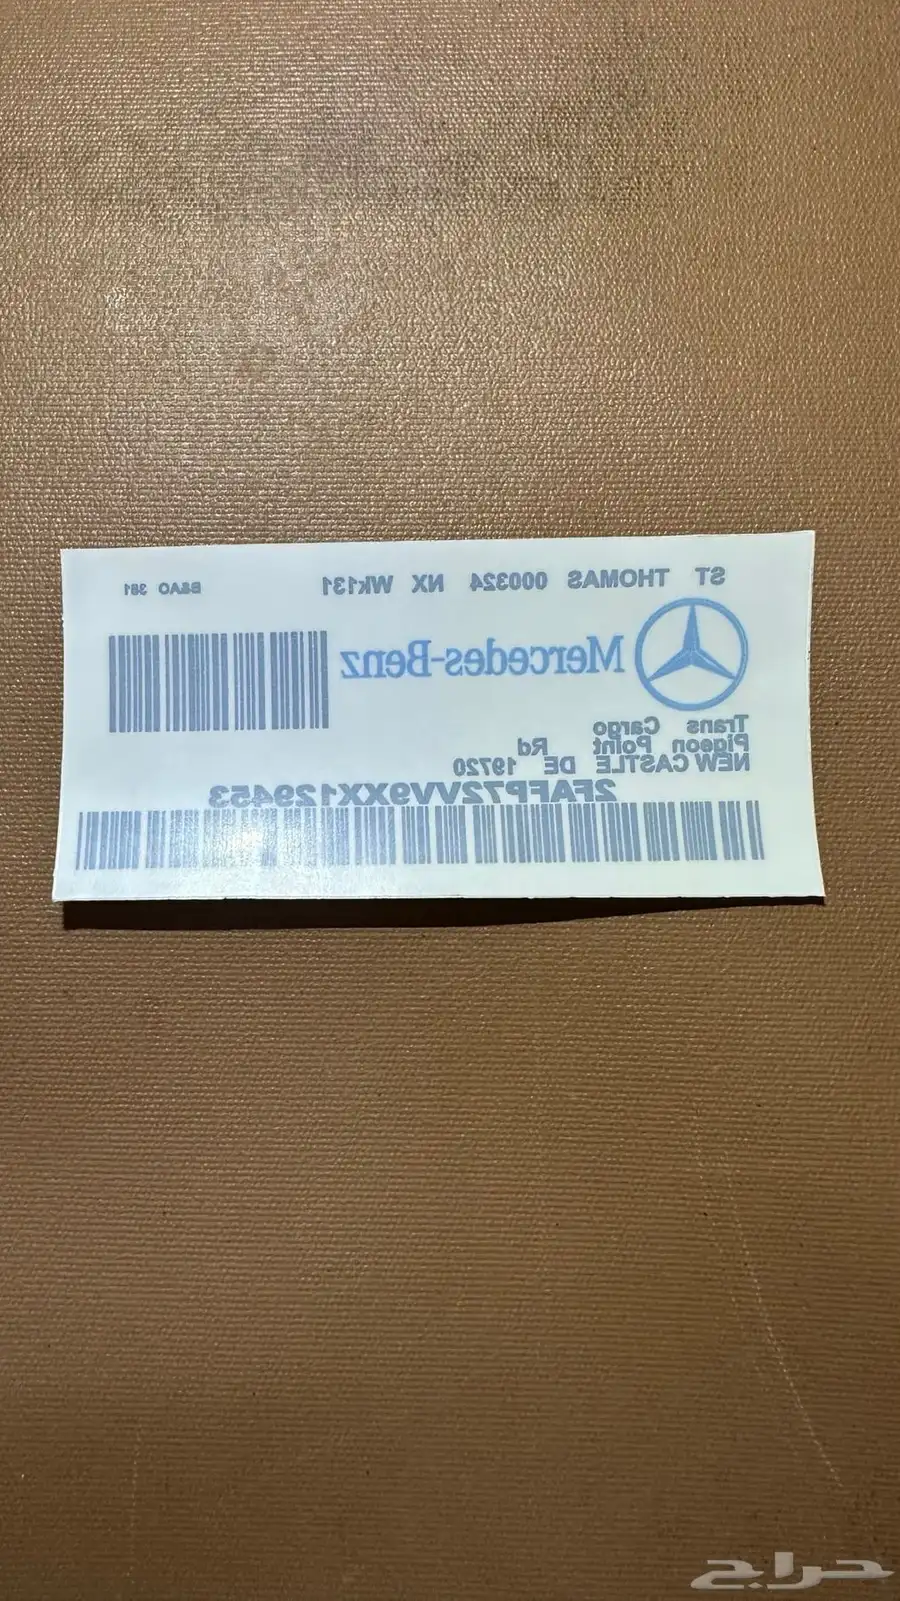 ST THOMAS 000324 NX Wk131 B&AO 381
Mercedes-Benz
Trans Cargo
Pigeon Point Rd
NEW CASTLE DE 19720
2FAFP72VV9XX129453
حراج